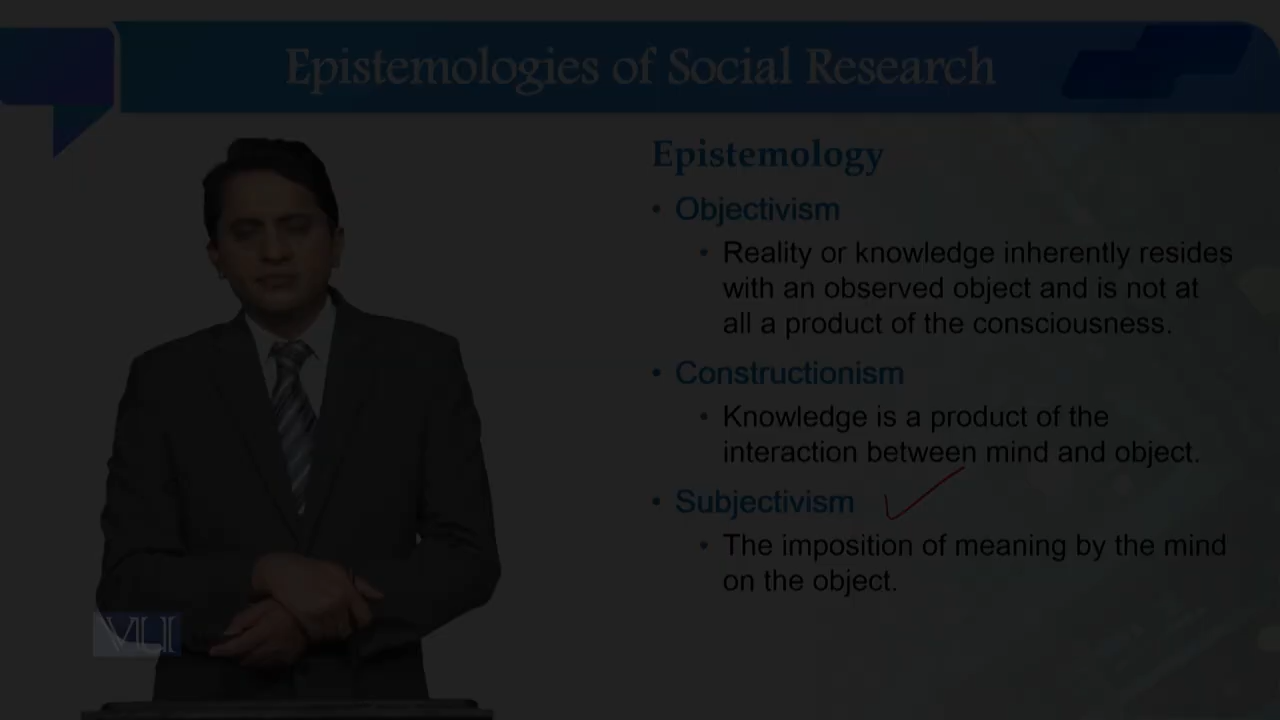 Epistemologies of Social Research
Epistemology
• Objectivism
• Reality or knowledge inherently resides
with an observed object and is not at
all a product of the consciousness.
• Constructionism
• Knowledge is a product of the
interaction between mind and object.
• Subjectivism
• The imposition of meaning by the mind
on the object.
VU